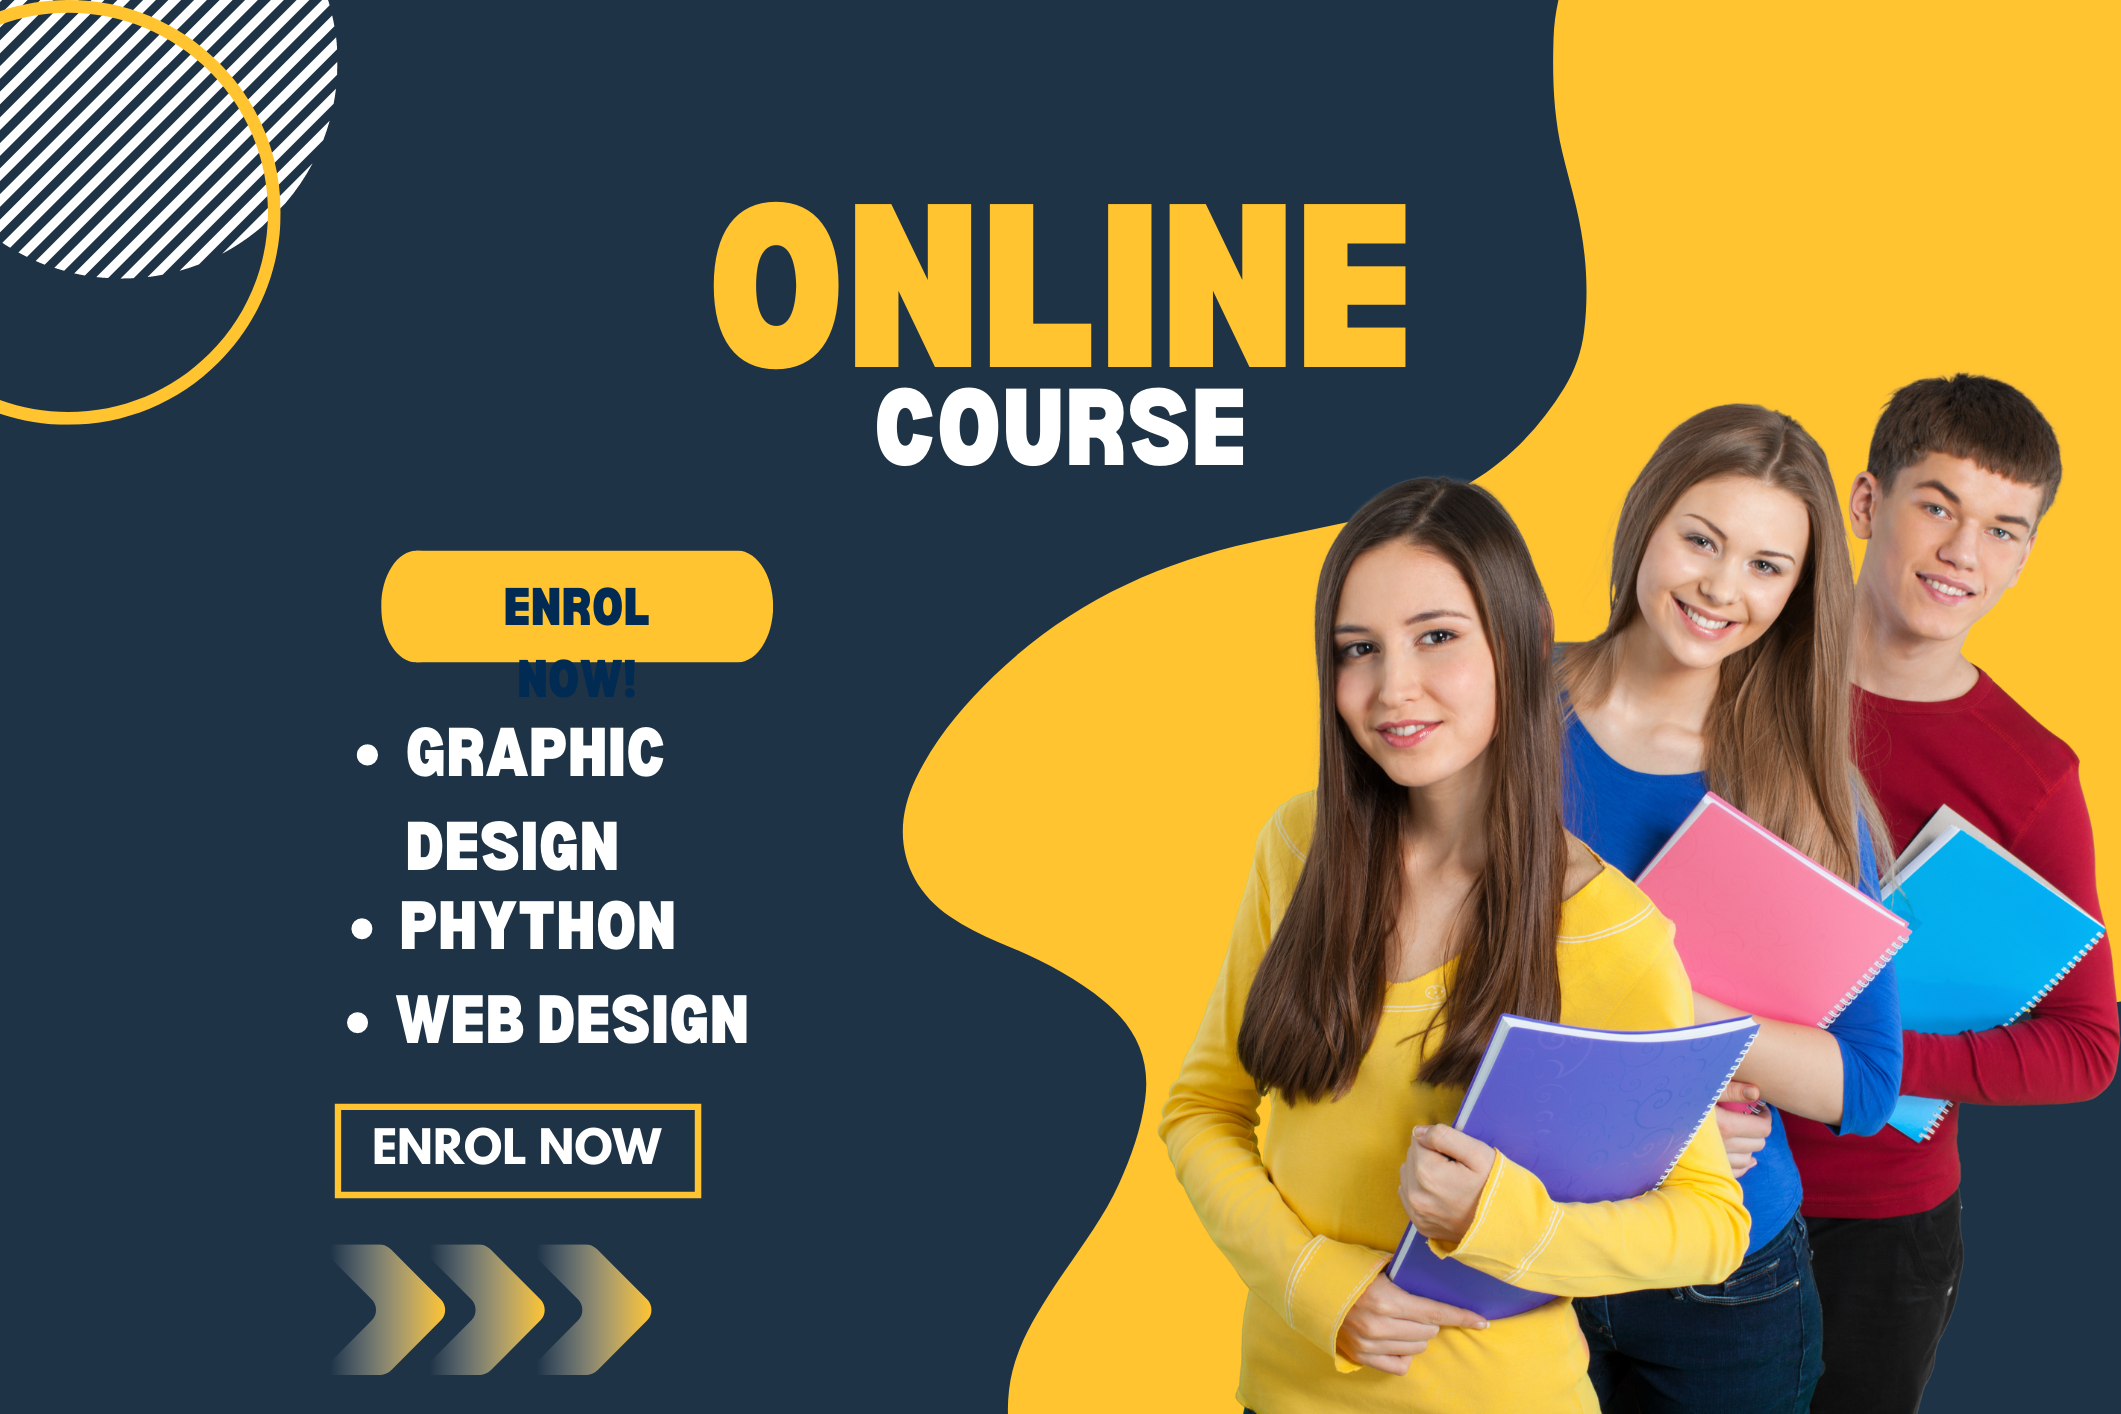 ONLINE
COURSE
ENROL
NOW!
• GRAPHIC
DESIGN
• PHYTHON
• WEB DESIGN
ENROL NOW